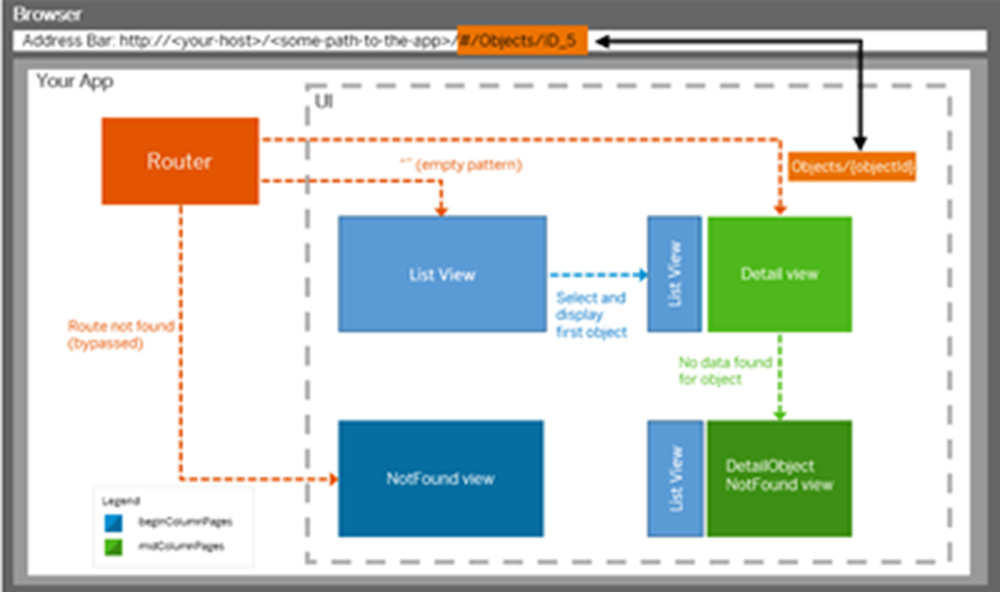 Browser
Address Bar: http://<your-host>/<some-path-to-the-app>/#/Objects/ID_5
Your App
UI
Router
"" (empty pattern)
Objects/{objectId}
List View
List View
Detail view
Select and
display
first object
Route not found
(bypassed)
No data found
for object
NotFound view
List View
DetailObject
NotFound view
Legend
beginColumnPages
midColumnPages